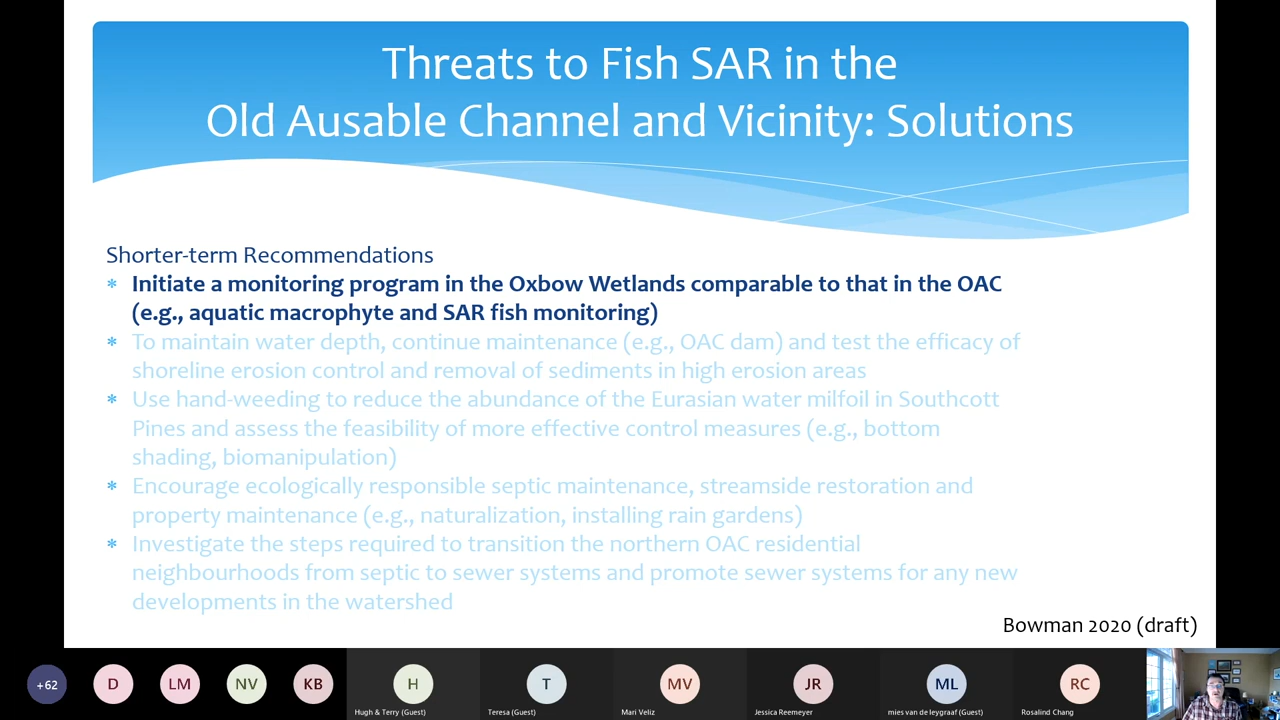 Threats to Fish SAR in the
Old Ausable Channel and Vicinity: Solutions
Shorter-term Recommendations
* Initiate a monitoring program in the Oxbow Wetlands comparable to that in the OAC
(e.g., aquatic macrophyte and SAR fish monitoring)
* To maintain water depth, continue maintenance (e.g., OAC dam) and test the efficacy of
shoreline erosion control and removal of sediments in high erosion areas
* Use hand-weeding to reduce the abundance of the Eurasian water milfoil in Southcott
Pines and assess the feasibility of more effective control measures (e.g., bottom
shading, biomanipulation)
* Encourage ecologically responsible septic maintenance, streamside restoration and
property maintenance (e.g., naturalization, installing rain gardens)
* Investigate the steps required to transition the northern OAC residential
neighbourhoods from septic to sewer systems and promote sewer systems for any new
developments in the watershed
Bowman 2020 (draft)
+62 D LM NV KB H T MV JR ML RC
Hugh & Terry (Guest) Teresa (Guest) Mari Veliz Jessica Reemeyer mies van de leygraaf (Guest) Rosalind Chang